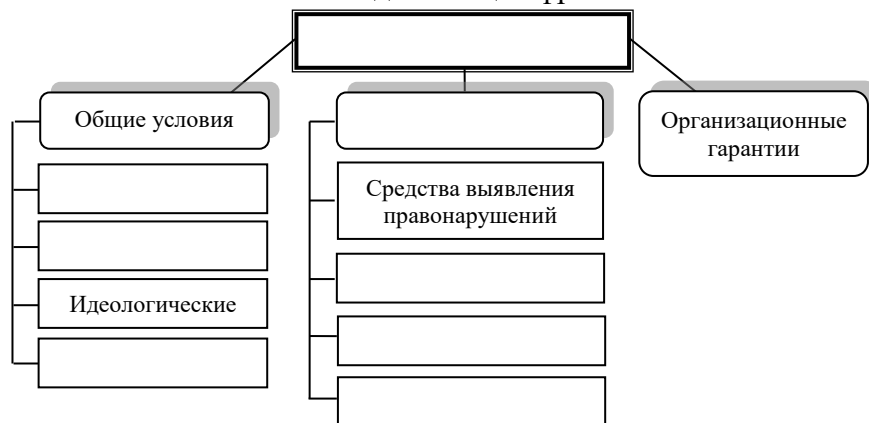 Общие условия
Организационные
гарантии
Средства выявления
правонарушений
Идеологические